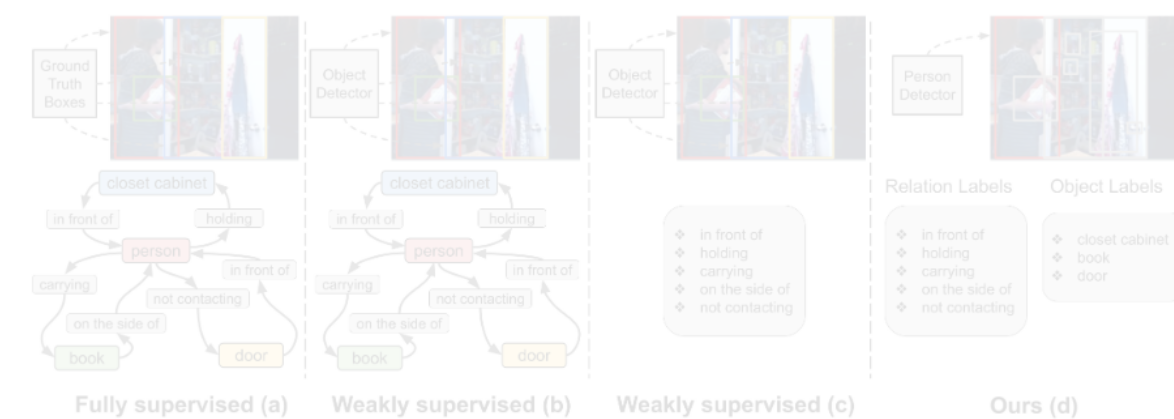 Ground
Truth
Boxes
closet cabinet
in front of
holding
person
in front of
carrying
not contacting
on the side of
book
door
Fully supervised (a)
Object
Detector
closet cabinet
in front of
holding
person
in front of
carrying
not contacting
on the side of
book
door
Weakly supervised (b)
Object
Detector
❖ in front of
❖ holding
❖ carrying
❖ on the side of
❖ not contacting
Weakly supervised (c)
Person
Detector
Relation Labels
❖ in front of
❖ holding
❖ carrying
❖ on the side of
❖ not contacting
Object Labels
❖ closet cabinet
❖ book
❖ door
Ours (d)